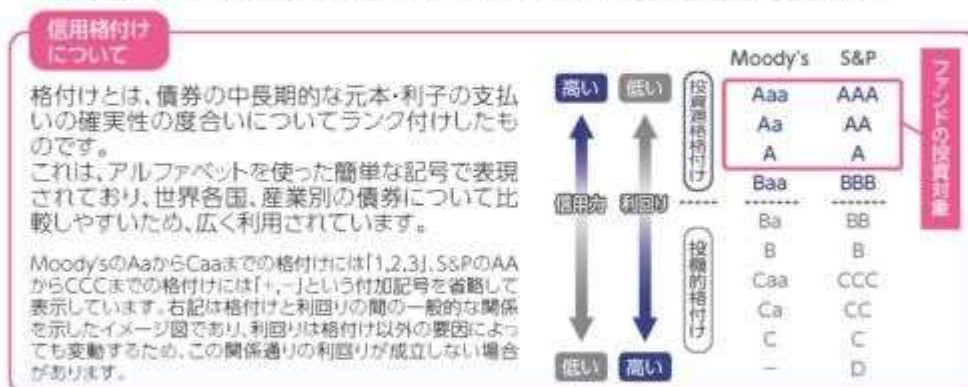 信用格付け
について
格付けとは、債券の中長期的な元本・利子の支払
いの確実性の度合いについてランク付けしたも
のです。
これは、アルファベットを使った簡単な記号で表現
されており、世界各国、産業別の債券について比
較しやすいため、広く利用されています。
Moody'sのAaからCaaまでの格付けには「1,2,3」、S&PのAA
からCCCまでの格付けには「+,-」という付加記号を省略して
表示しています。右記は格付けと利回りの間の一般的な関係
を示したイメージ図であり、利回りは格付け以外の要因によっ
ても変動するため、この関係通りの利回りが成立しない場合
があります。
高い 低い
信用力 利回り
低い 高い
投資適格格付け
投機的格付け
Moody's S&P
Aaa AAA
Aa AA
A A
Baa BBB
Ba BB
B B
Caa CCC
Ca CC
C C
- D
ファンドの投資対象